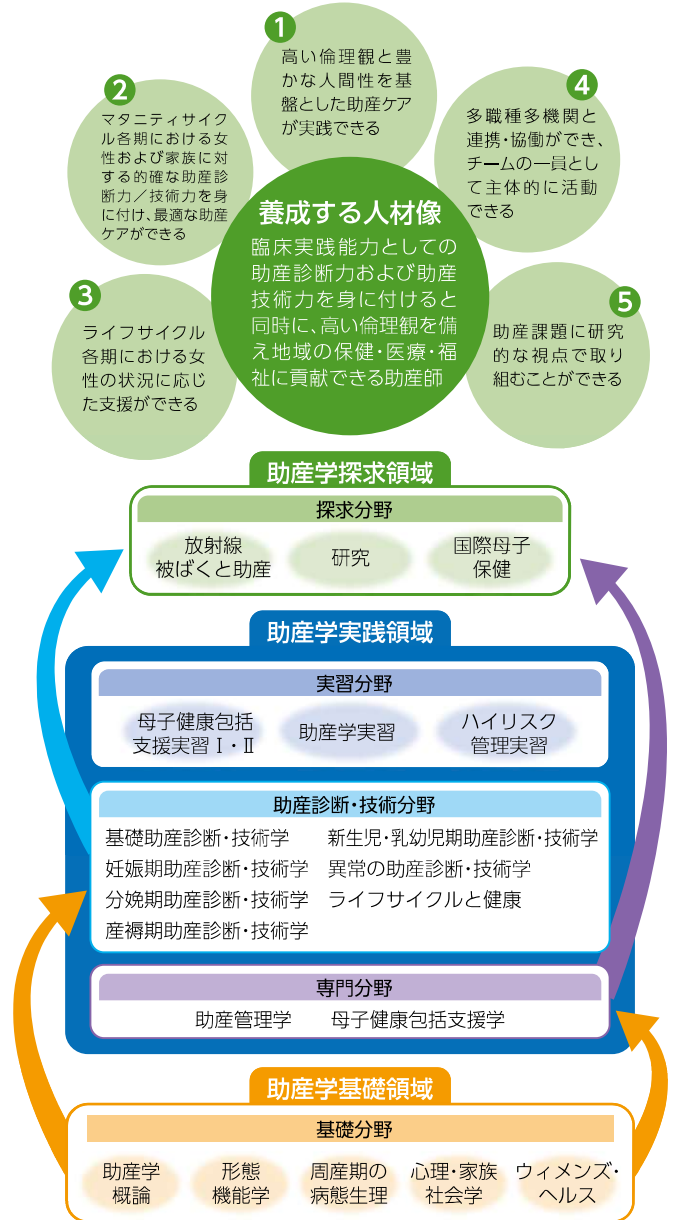 1
高い倫理観と豊
かな人間性を基
盤とした助産ケア
が実践できる
2
マタニティサイク
ル各期における女
性および家族に対
する的確な助産診
断力／技術力を身
に付け、最適な助産
ケアができる
3
ライフサイクル
各期における女
性の状況に応じ
た支援ができる
4
多職種多機関と
連携・協働ができ、
チームの一員とし
て主体的に活動
できる
5
助産課題に研究
的な視点で取り
組むことができる
養成する人材像
臨床実践能力としての
助産診断力および助産
技術力を身に付けると
同時に、高い倫理観を備
え地域の保健・医療・福
祉に貢献できる助産師
助産学探求領域
探求分野
放射線
被ばくと助産
研究
国際母子
保健
助産学実践領域
実習分野
母子健康包括
支援実習Ⅰ・Ⅱ
助産学実習
ハイリスク
管理実習
助産診断・技術分野
基礎助産診断・技術学
妊娠期助産診断・技術学
分娩期助産診断・技術学
産褥期助産診断・技術学
新生児・乳幼児期助産診断・技術学
異常の助産診断・技術学
ライフサイクルと健康
専門分野
助産管理学
母子健康包括支援学
助産学基礎領域
基礎分野
助産学
概論
形態
機能学
周産期の
病態生理
心理・家族
社会学
ウィメンズ・
ヘルス